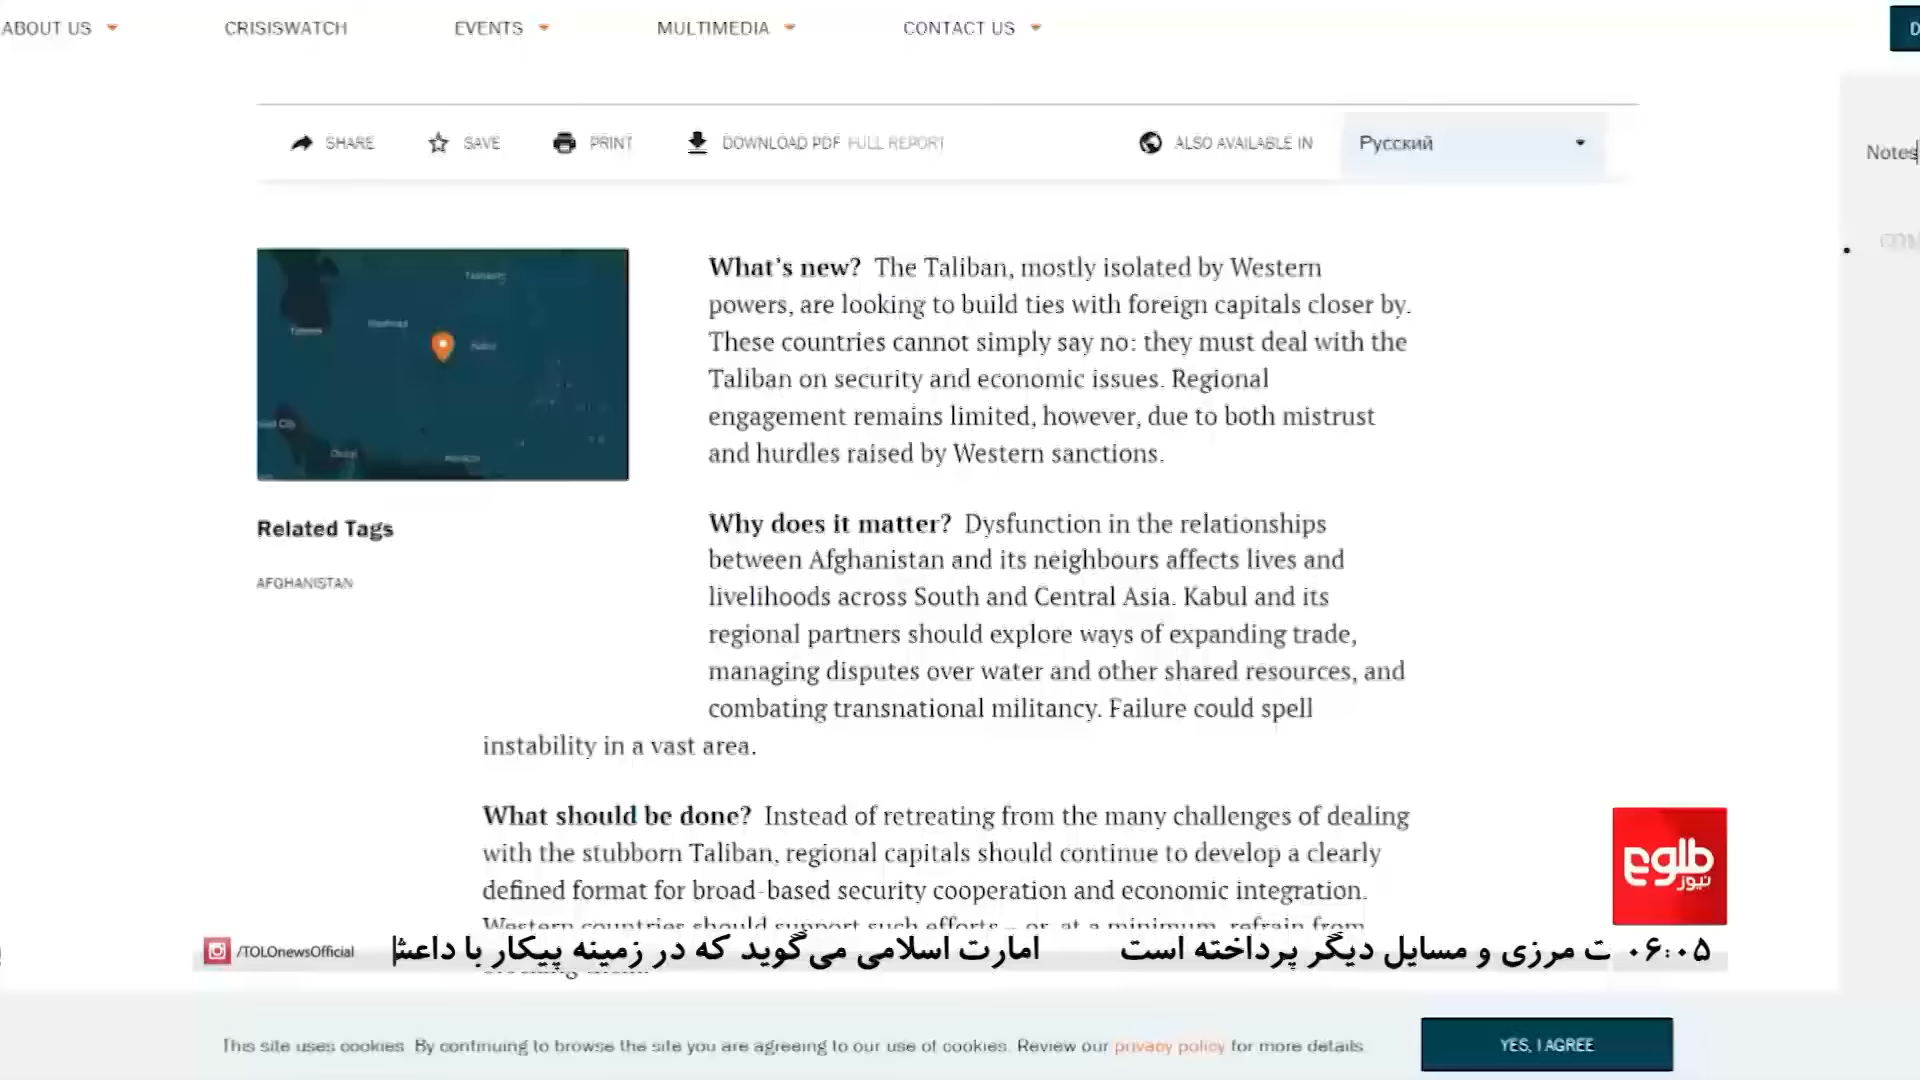 ABOUT US
CRISISWATCH
EVENTS
MULTIMEDIA
CONTACT US
SHARE
SAVE
PRINT
DOWNLOAD PDF FULL REPORT
ALSO AVAILABLE IN
Русский
Notes
What's new? The Taliban, mostly isolated by Western
powers, are looking to build ties with foreign capitals closer by.
These countries cannot simply say no: they must deal with the
Taliban on security and economic issues. Regional
engagement remains limited, however, due to both mistrust
and hurdles raised by Western sanctions.
Related Tags
AFGHANISTAN
Why does it matter? Dysfunction in the relationships
between Afghanistan and its neighbours affects lives and
livelihoods across South and Central Asia. Kabul and its
regional partners should explore ways of expanding trade,
managing disputes over water and other shared resources, and
combating transnational militancy. Failure could spell
instability in a vast area.
What should be done? Instead of retreating from the many challenges of dealing
with the stubborn Taliban, regional capitals should continue to develop a clearly
defined format for broad-based security cooperation and economic integration.
Western countries should support such efforts – or, at a minimum, refrain from
طلوع
نیوز
/TOLOnewsOfficial
ت مرزی و مسایل دیگر پرداخته است
امارت اسلامی می‌گوید که در زمینه پیکار با داعش
۰۶:۰۵
This site uses cookies. By continuing to browse the site you are agreeing to our use of cookies. Review our privacy policy for more details.
YES, I AGREE